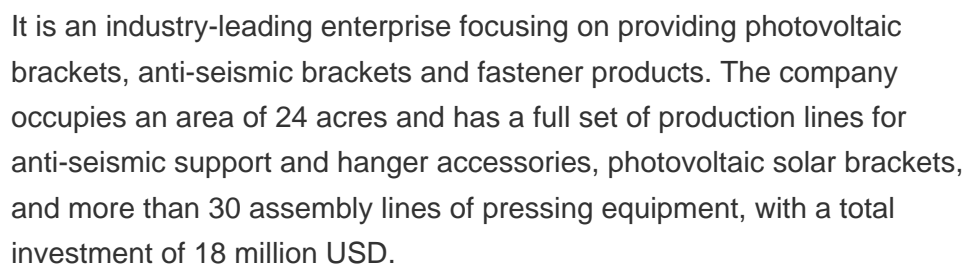 It is an industry-leading enterprise focusing on providing photovoltaic
brackets, anti-seismic brackets and fastener products. The company
occupies an area of 24 acres and has a full set of production lines for
anti-seismic support and hanger accessories, photovoltaic solar brackets,
and more than 30 assembly lines of pressing equipment, with a total
investment of 18 million USD.